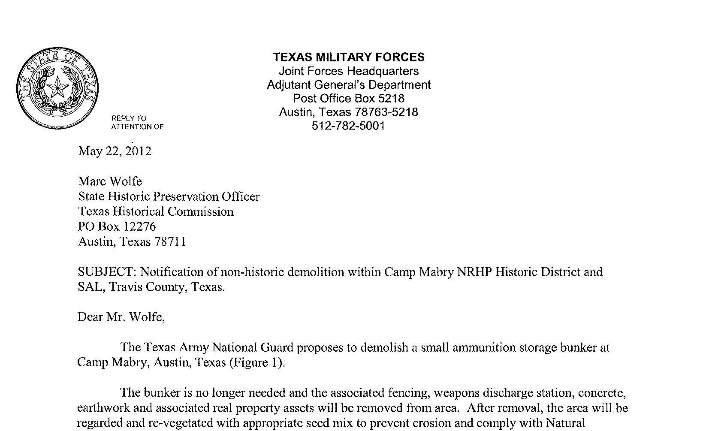 THE STATE OF TEXAS
TEXAS MILITARY FORCES
Joint Forces Headquarters
Adjutant General's Department
Post Office Box 5218
Austin, Texas 78763-5218
512-782-5001
REPLY TO
ATTENTION OF
May 22, 2012
Marc Wolfe
State Historic Preservation Officer
Texas Historical Commission
PO Box 12276
Austin, Texas 78711
SUBJECT: Notification of non-historic demolition within Camp Mabry NRHP Historic District and
SAL, Travis County, Texas.
Dear Mr. Wolfe,
The Texas Army National Guard proposes to demolish a small ammunition storage bunker at
Camp Mabry, Austin, Texas (Figure 1).
The bunker is no longer needed and the associated fencing, weapons discharge station, concrete,
earthwork and associated real property assets will be removed from area. After removal, the area will be
regarded and re-vegetated with appropriate seed mix to prevent erosion and comply with Natural